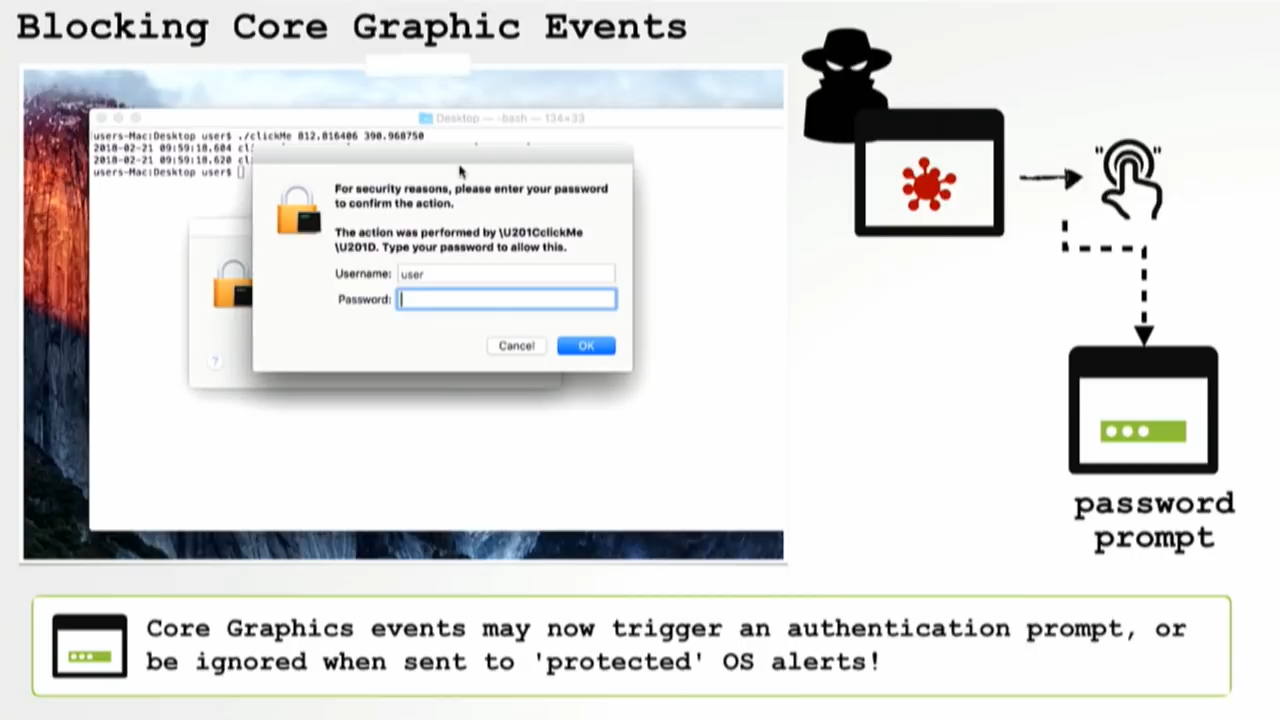 Blocking Core Graphic Events
Desktop — -bash — 134×33
users-Mac:Desktop user$ ./clickMe 812.816406 390.968750
2018-02-21 09:59:18.604
2018-02-21 09:59:18.620
users-Mac:Desktop user$
For security reasons, please enter your password
to confirm the action.
The action was performed by \U201CclickMe
\U201D. Type your password to allow this.
Username: user
Password:
?
Cancel
OK
" "
password
prompt
Core Graphics events may now trigger an authentication prompt, or
be ignored when sent to 'protected' OS alerts!